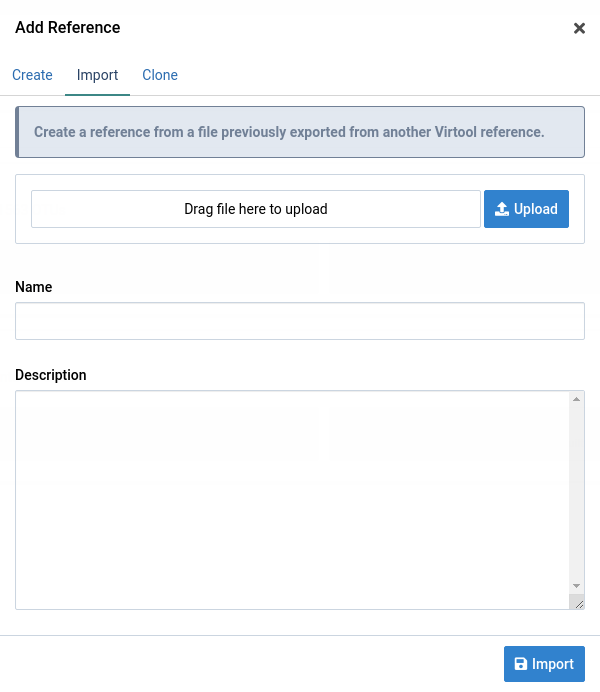 Add Reference
Create Import Clone
Create a reference from a file previously exported from another Virtool reference.
Drag file here to upload Upload
Name
Description
Import